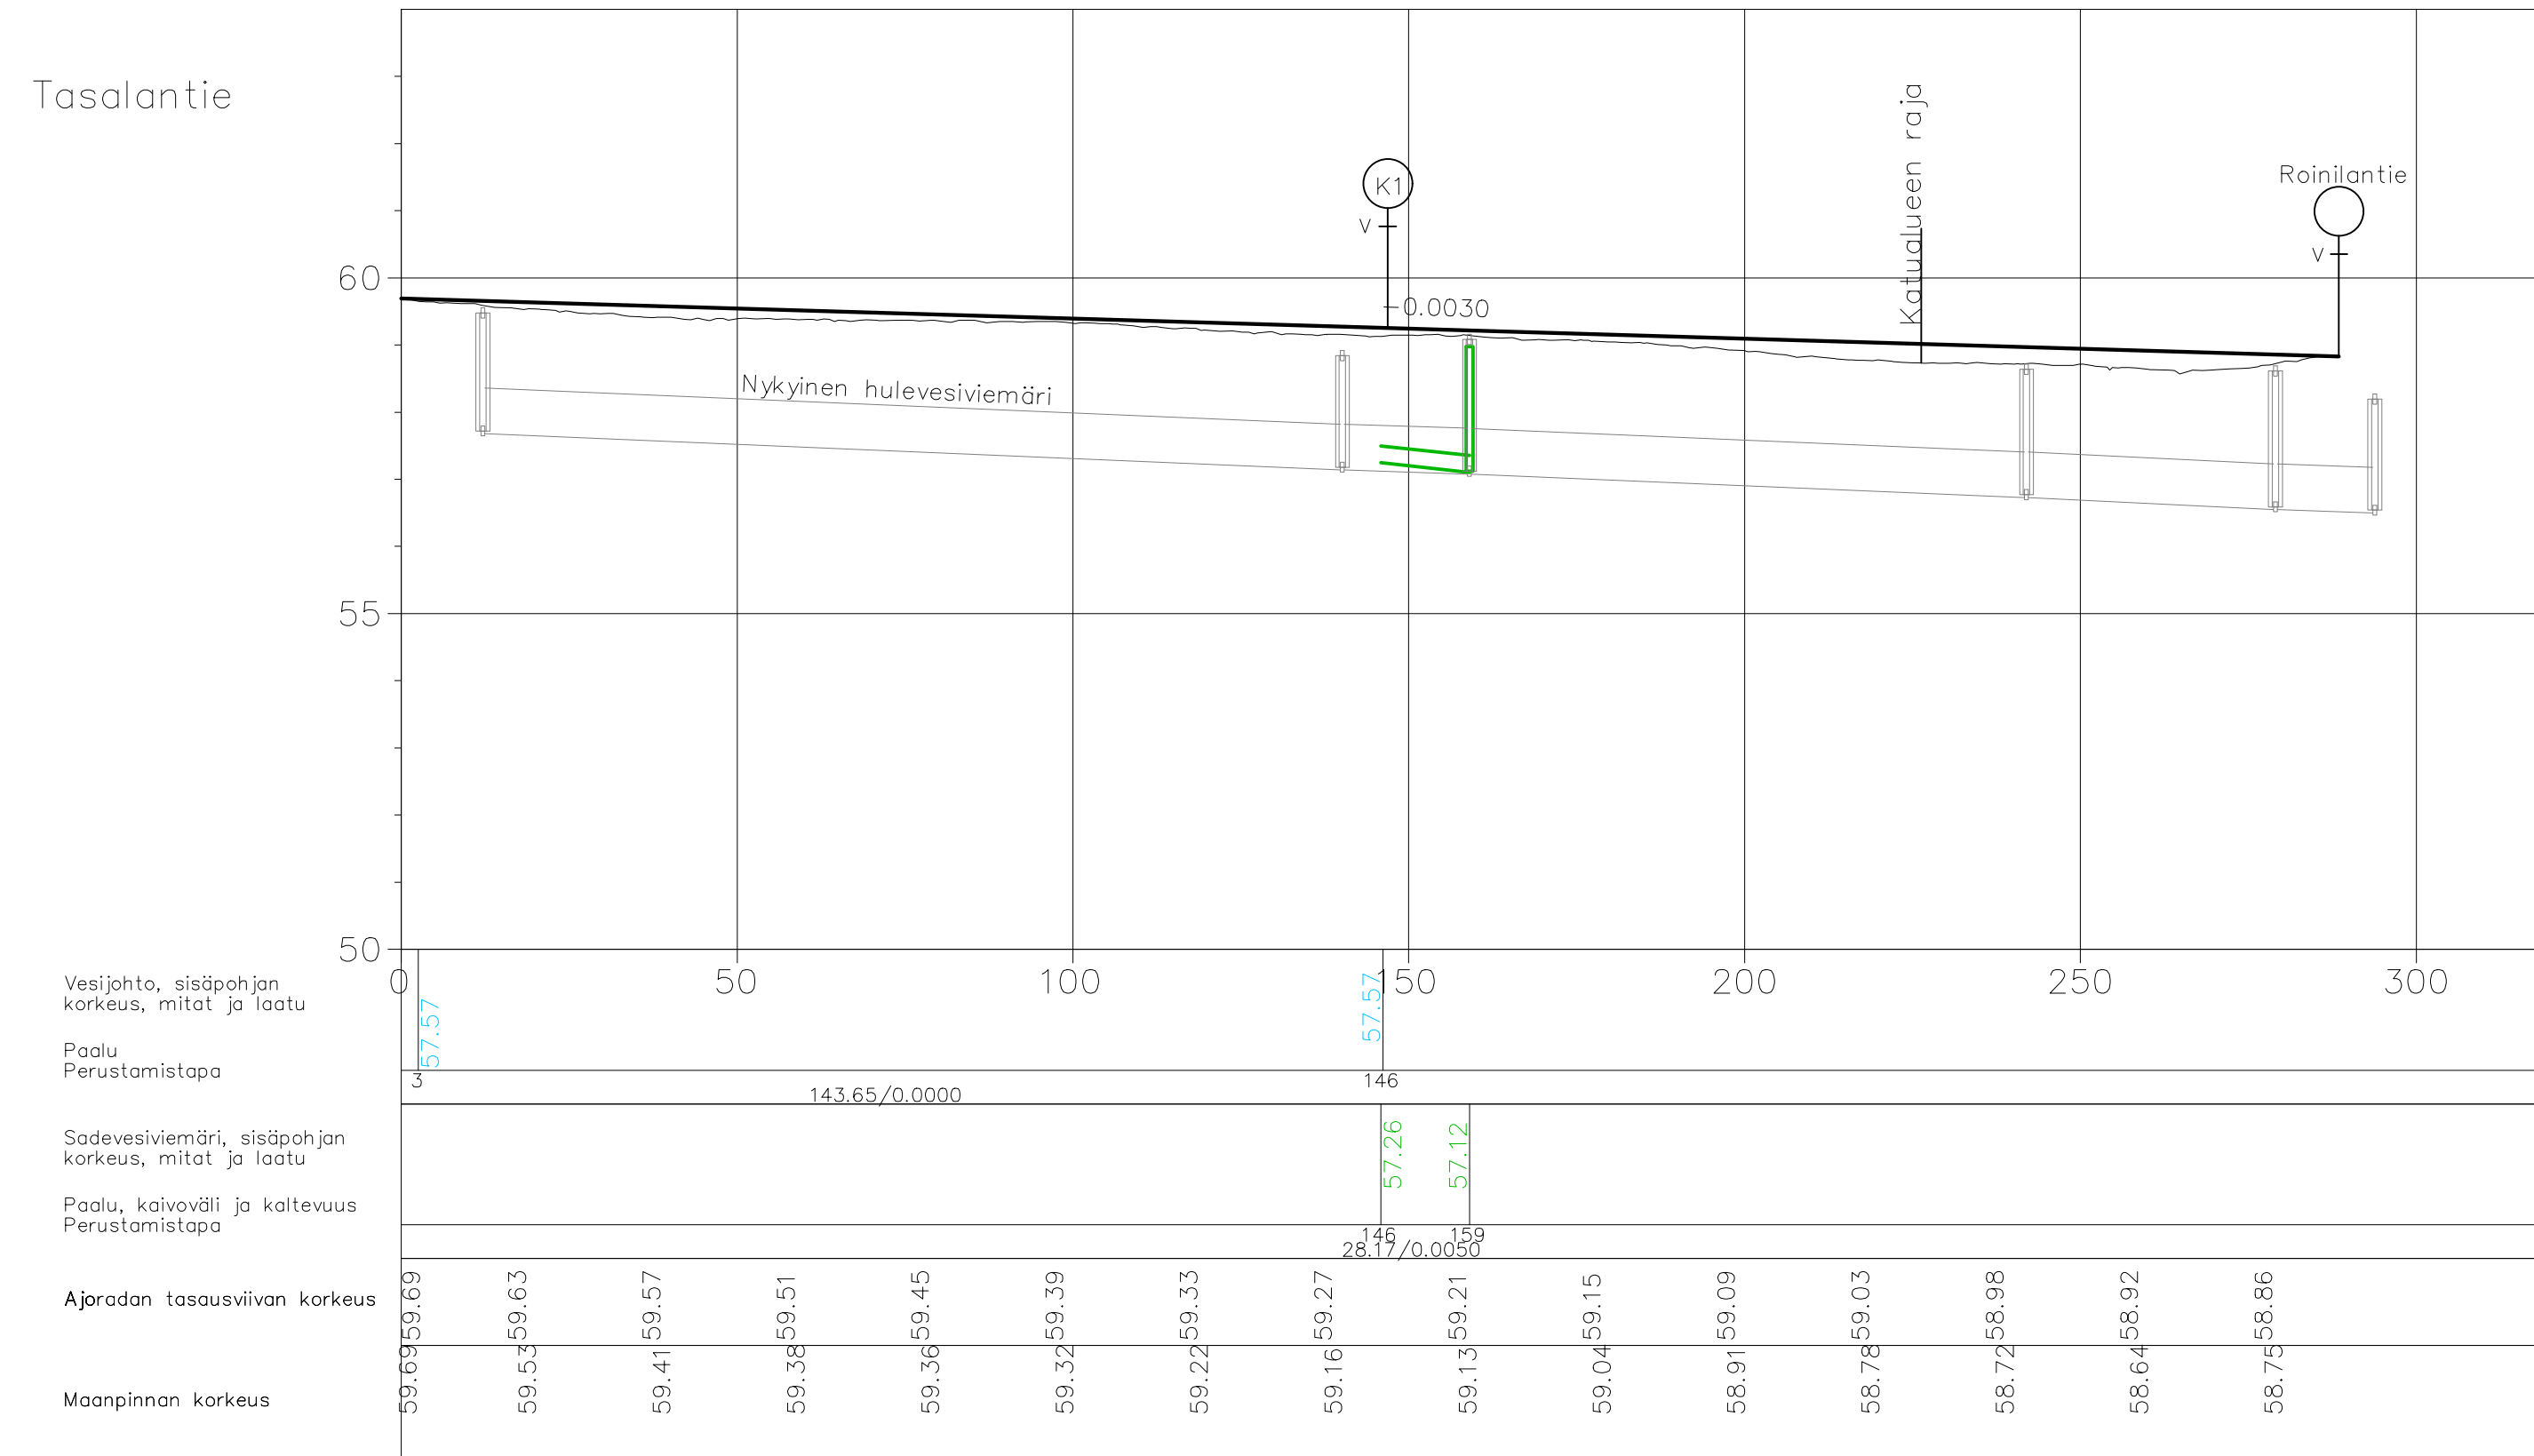 Tasalantie
Katualueen raja
Roinilantie
K1
V
V
60
0.0030
Nykyinen hulevesiviemäri
55
50
0 50 100 150 200 250 300
Vesijohto, sisäpohjan
korkeus, mitat ja laatu
57.57 57.57
Paalu
Perustamistapa
3 146
143.65/0.0000
Sadevesiviemäri, sisäpohjan
korkeus, mitat ja laatu
57.26 57.12
Paalu, kaivoväli ja kaltevuus
Perustamistapa
146 159
28.17/0.0050
Ajoradan tasausviivan korkeus
59.69 59.63 59.57 59.51 59.45 59.39 59.33 59.27 59.21 59.15 59.09 59.03 58.98 58.92 58.86
Maanpinnan korkeus
59.69 59.53 59.41 59.38 59.36 59.32 59.22 59.16 59.13 59.04 58.91 58.78 58.72 58.64 58.75